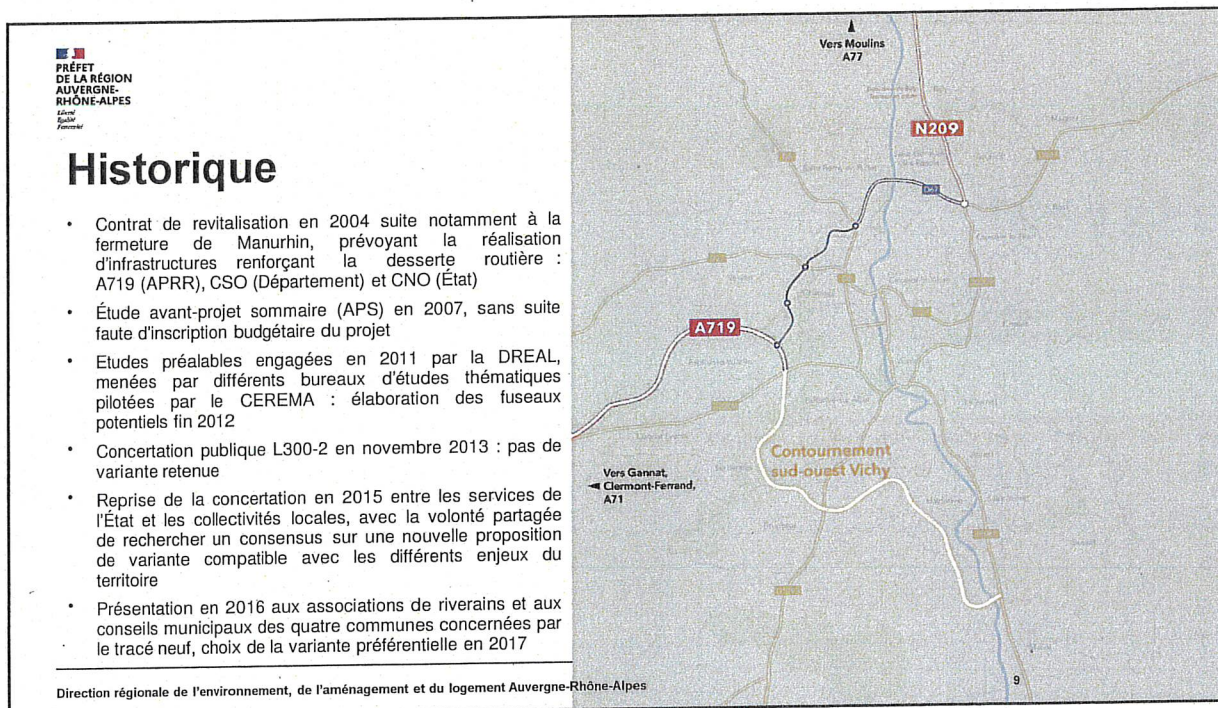 PRÉFET
DE LA RÉGION
AUVERGNE-
RHÔNE-ALPES
Liberté
Égalité
Fraternité
Historique
• Contrat de revitalisation en 2004 suite notamment à la
fermeture de Manurhin, prévoyant la réalisation
d'infrastructures renforçant la desserte routière :
A719 (APRR), CSO (Département) et CNO (État)
• Étude avant-projet sommaire (APS) en 2007, sans suite
faute d'inscription budgétaire du projet
• Etudes préalables engagées en 2011 par la DREAL,
menées par différents bureaux d'études thématiques
pilotées par le CEREMA : élaboration des fuseaux
potentiels fin 2012
• Concertation publique L300-2 en novembre 2013 : pas de
variante retenue
• Reprise de la concertation en 2015 entre les services de
l'État et les collectivités locales, avec la volonté partagée
de rechercher un consensus sur une nouvelle proposition
de variante compatible avec les différents enjeux du
territoire
• Présentation en 2016 aux associations de riverains et aux
conseils municipaux des quatre communes concernées par
le tracé neuf, choix de la variante préférentielle en 2017
Direction régionale de l'environnement, de l'aménagement et du logement Auvergne-Rhône-Alpes
Vers Moulins
A77
N209
D67
A719
Contournement
sud-ouest Vichy
Vers Gannat,
Clermont-Ferrand,
A71
9